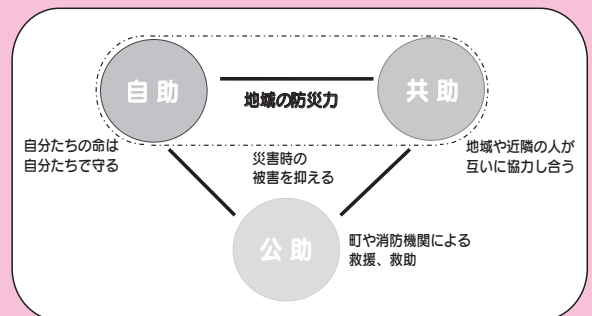 自助
共助
地域の防災力
自分たちの命は
自分たちで守る
災害時の
被害を抑える
地域や近隣の人が
互いに協力し合う
公助
町や消防機関による
救援、救助